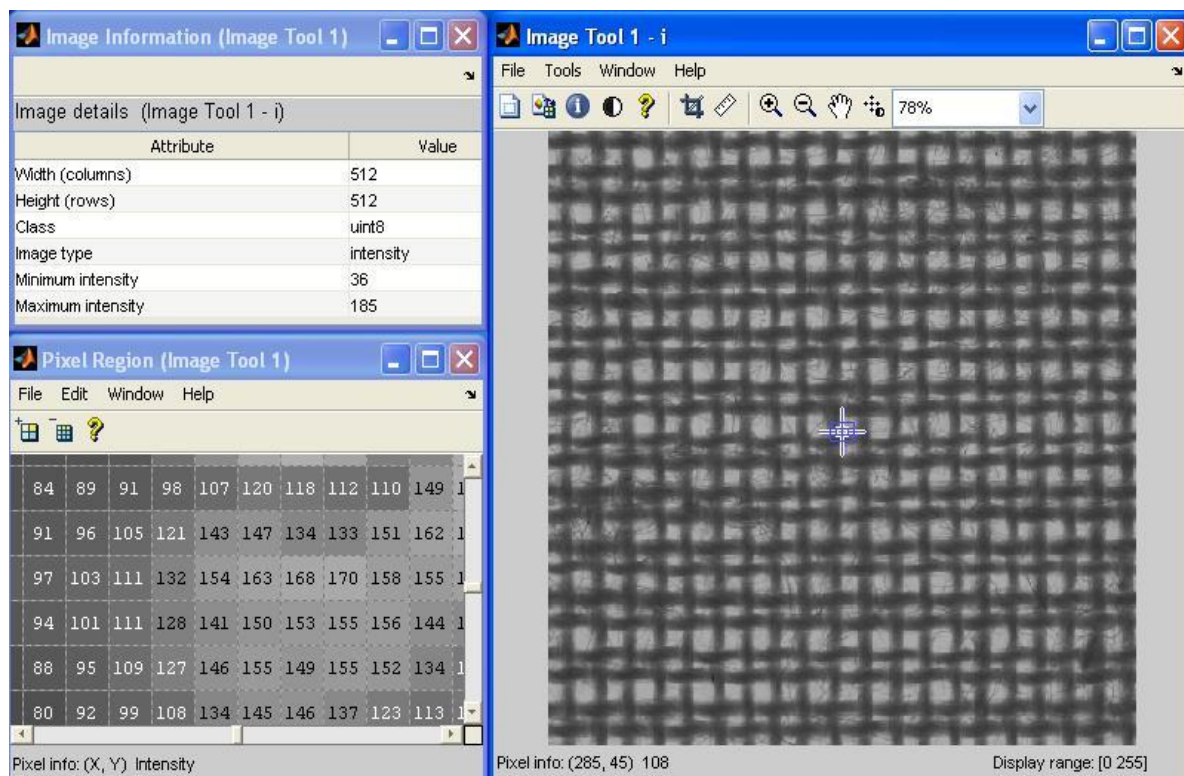 Image Information (Image Tool 1)
Image details (Image Tool 1 - i)
Attribute Value
Width (columns) 512
Height (rows) 512
Class uint8
Image type intensity
Minimum intensity 36
Maximum intensity 185
Pixel Region (Image Tool 1)
File Edit Window Help
84 89 91 98 107 120 118 112 110 149 1
91 96 105 121 143 147 134 133 151 162 1
97 103 111 132 154 163 168 170 158 155 1
94 101 111 128 141 150 153 155 156 144 1
88 95 109 127 146 155 149 155 152 134 1
80 92 99 108 134 145 146 137 123 113 1
Pixel info: (X, Y) Intensity
Image Tool 1 - i
File Tools Window Help
78%
Pixel info: (285, 45) 108
Display range: [0 255]